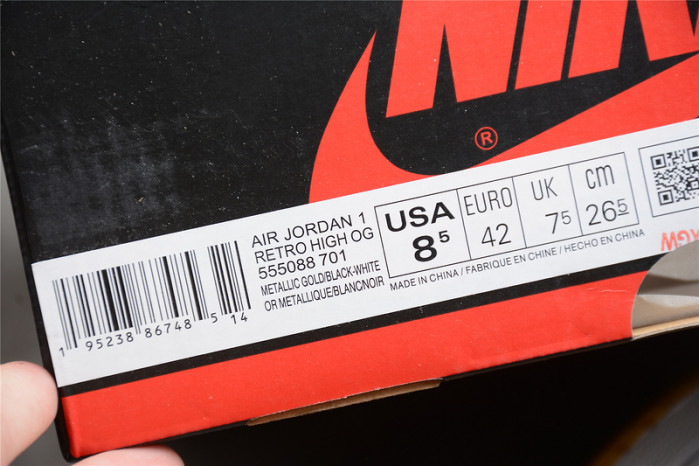 NIK
®
AIR JORDAN 1
RETRO HIGH OG
555088 701
METALLIC GOLD/BLACK-WHITE
OR METALLIQUE/BLANC/NOIR
USA
8⁵
EURO
42
UK
7⁵
cm
26⁵
MADE IN CHINA / FABRIQUE EN CHINE / HECHO EN CHINA
1 95238 86748 5 14